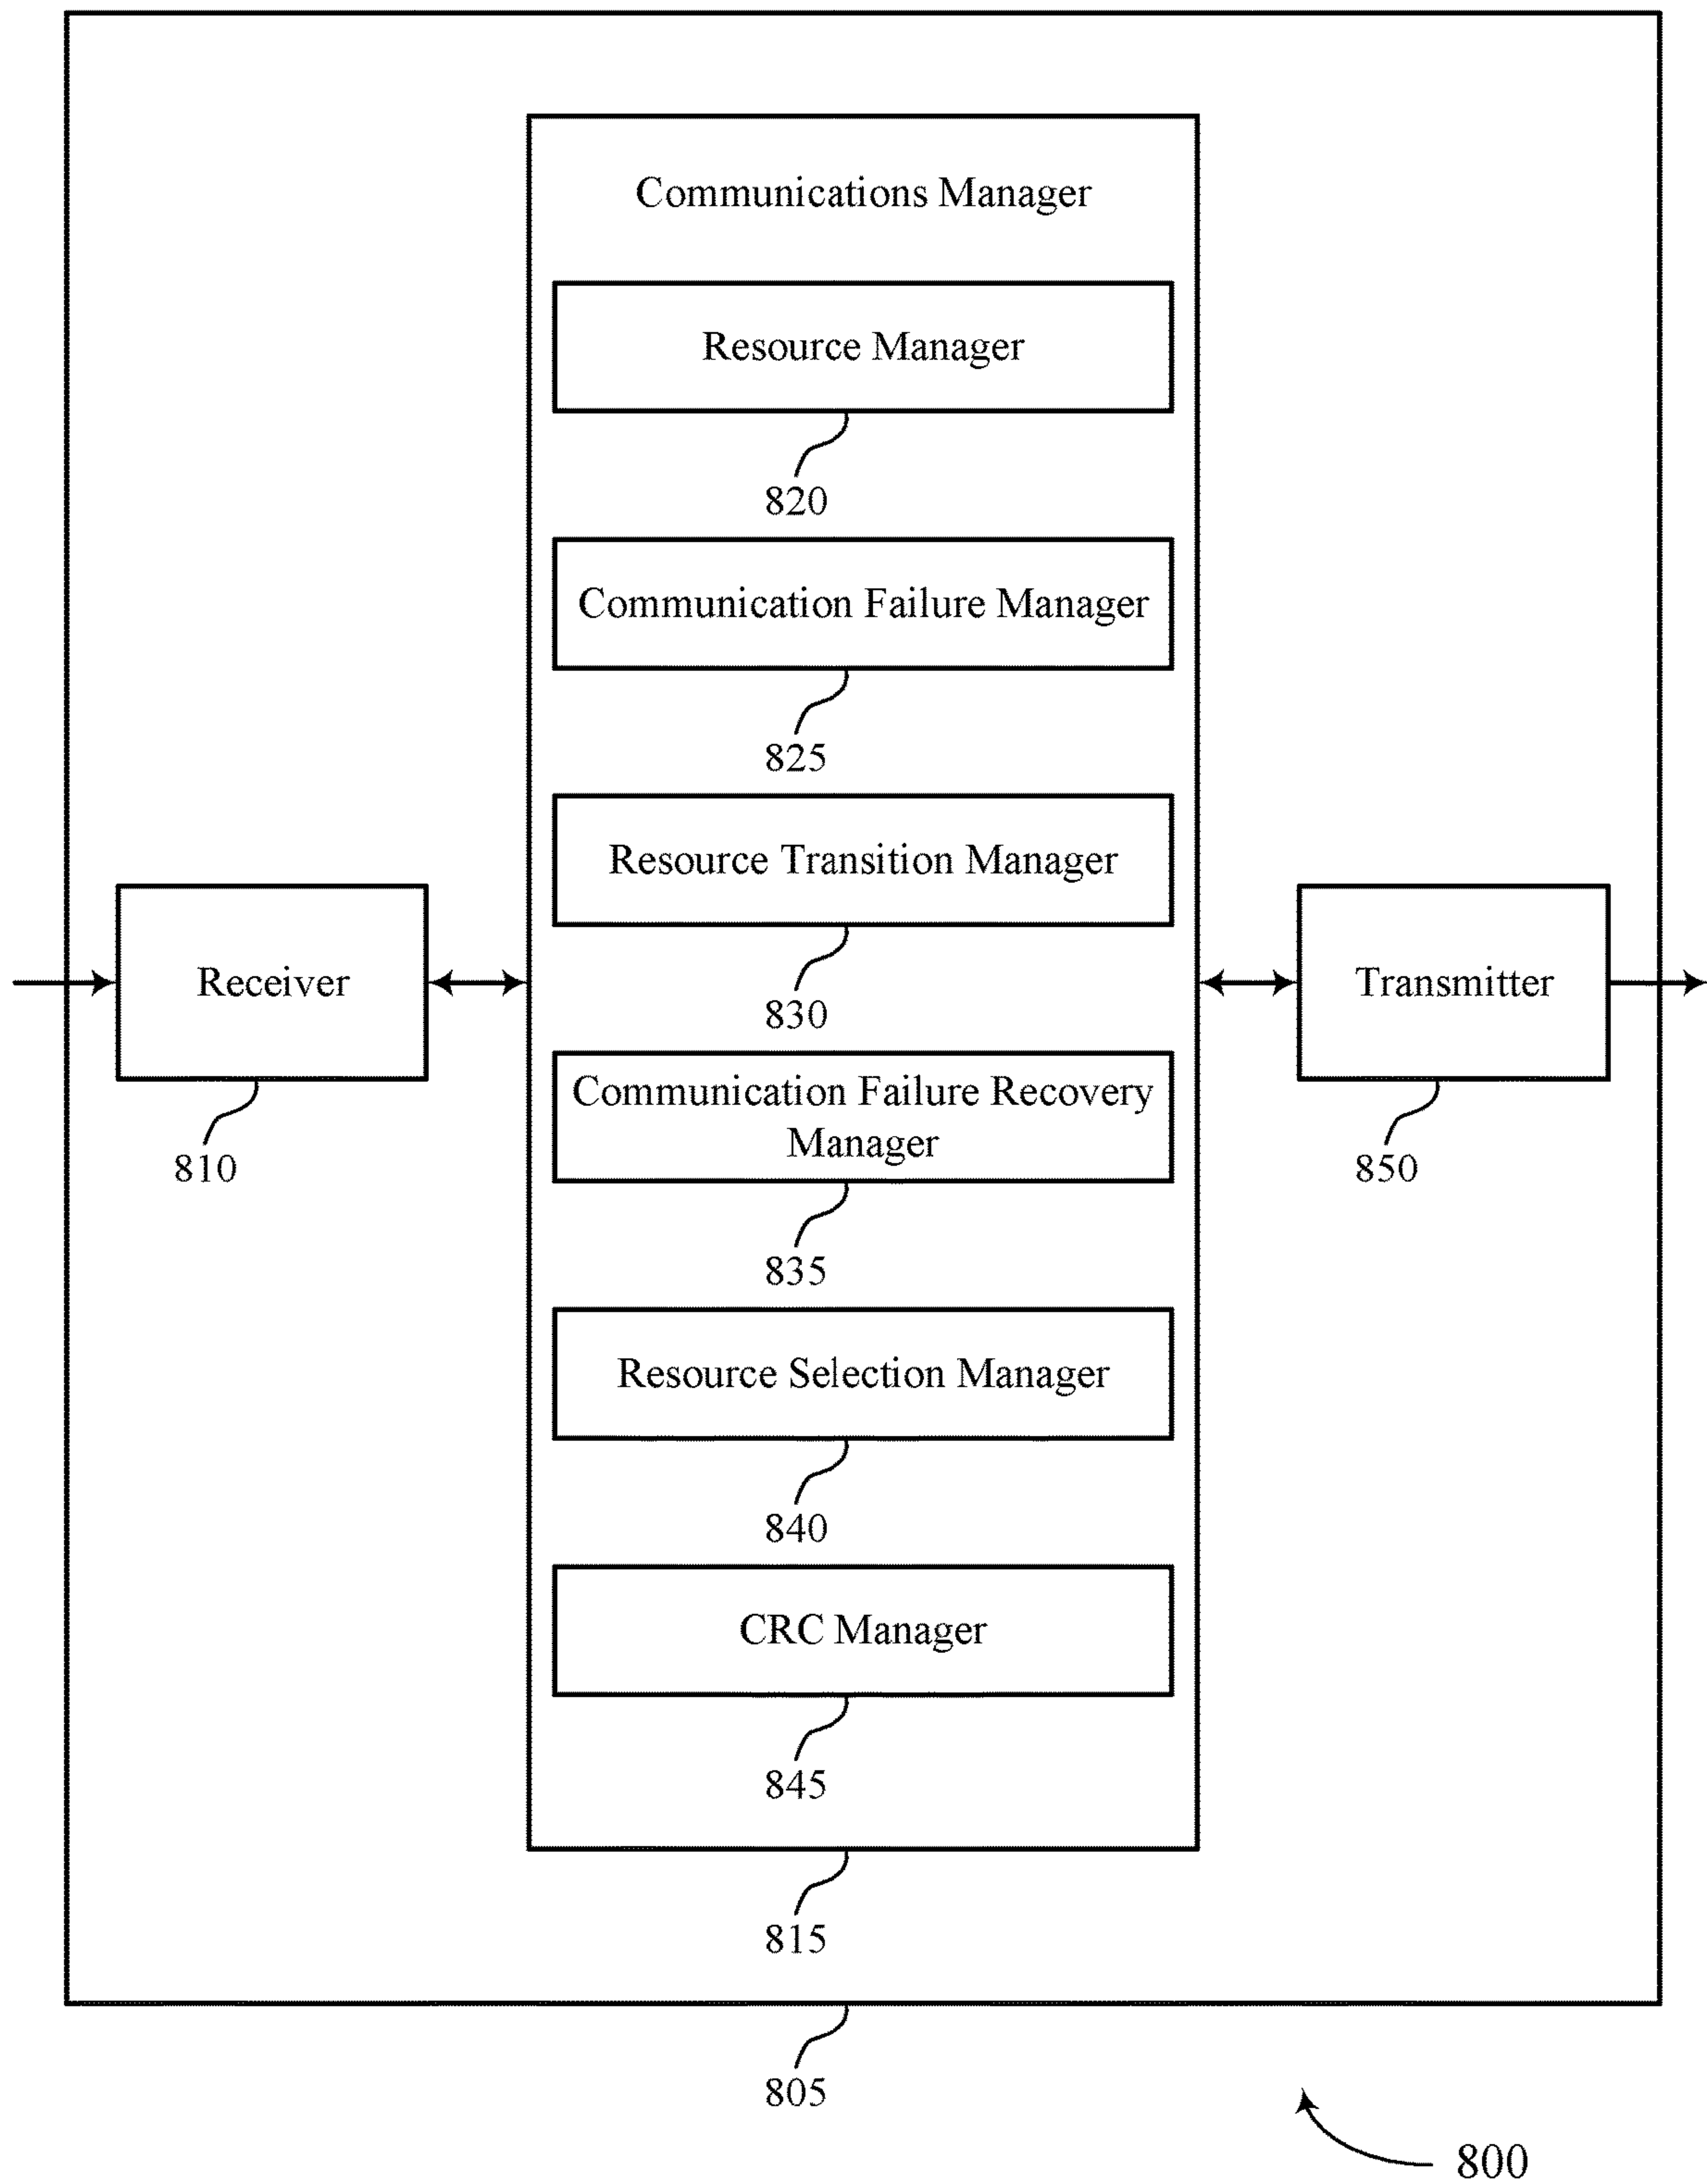 Communications Manager
Resource Manager
820
Communication Failure Manager
825
Resource Transition Manager
830
Receiver
810
Transmitter
850
Communication Failure Recovery
Manager
835
Resource Selection Manager
840
CRC Manager
845
815
805
800